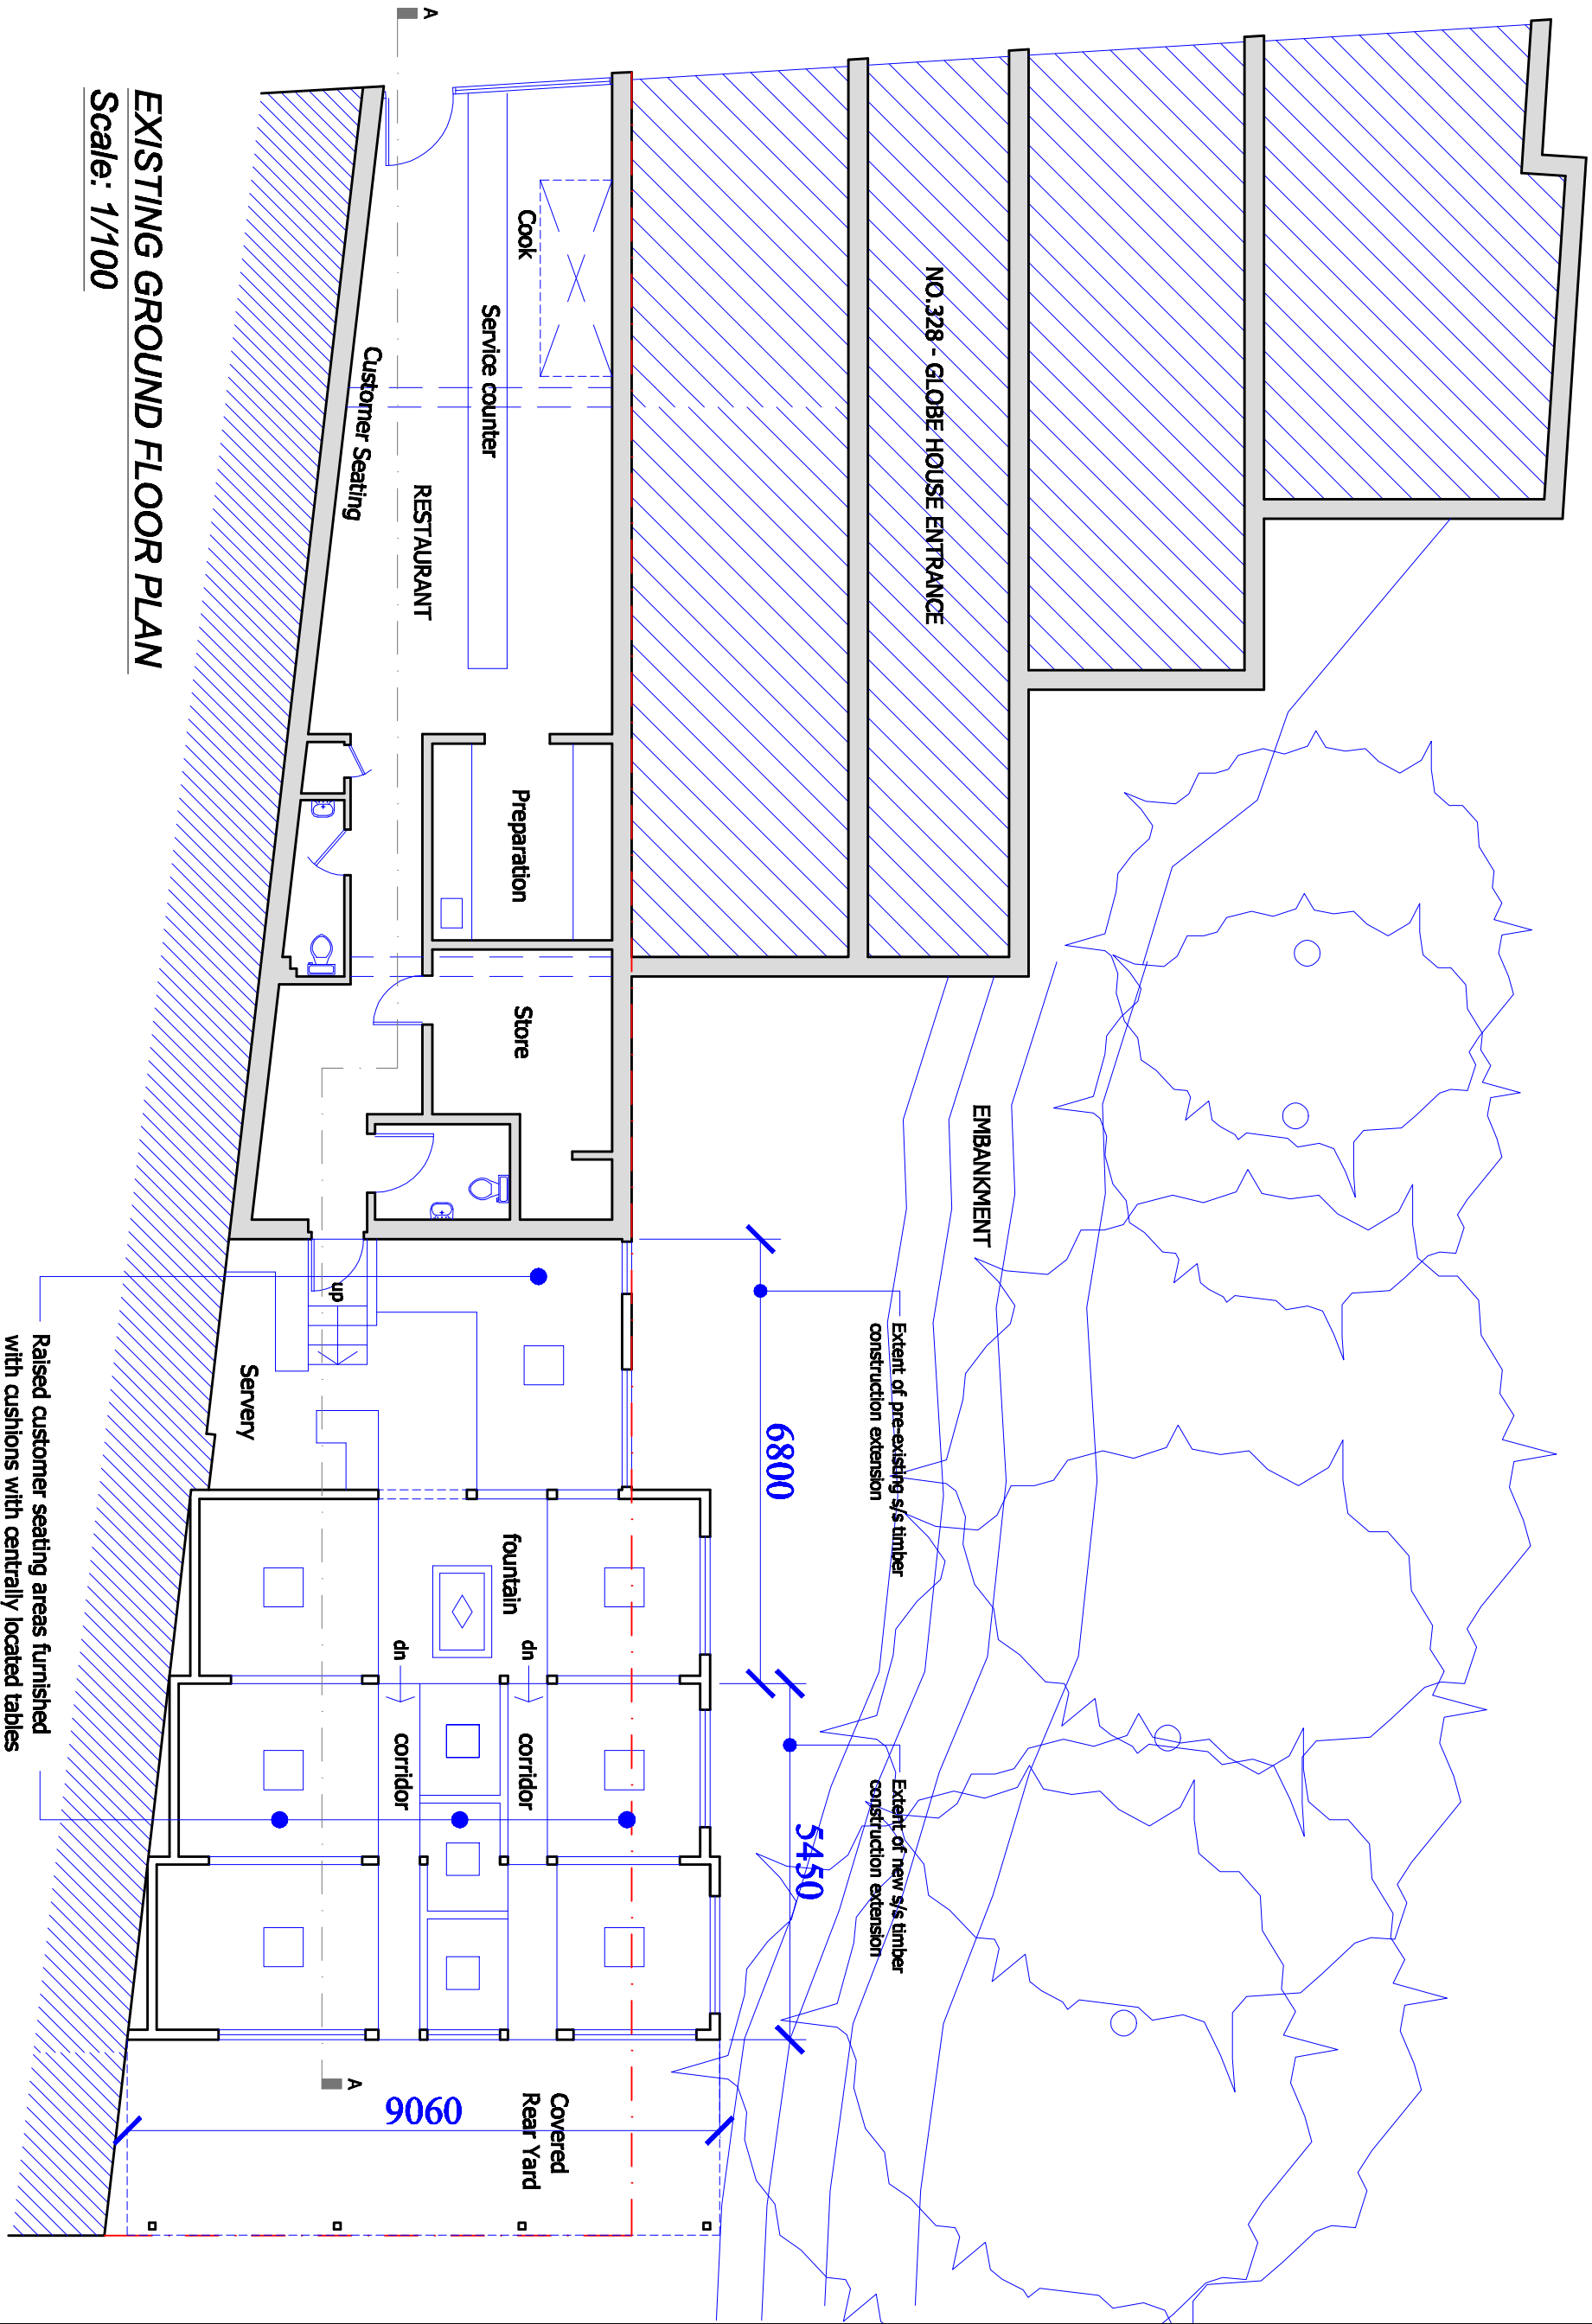 A
NO.328 - GLOBE HOUSE ENTRANCE
Cook
Service counter
RESTAURANT
Customer Seating
Preparation
Store
EMBANKMENT
up
Servery
fountain
dn
dn
corridor
corridor
6800
Extent of pre-existing s/s timber
construction extension
5450
Extent of new s/s timber
construction extension
9060
Covered
Rear Yard
A
Raised customer seating areas furnished
with cushions with centrally located tables
EXISTING GROUND FLOOR PLAN
Scale: 1/100